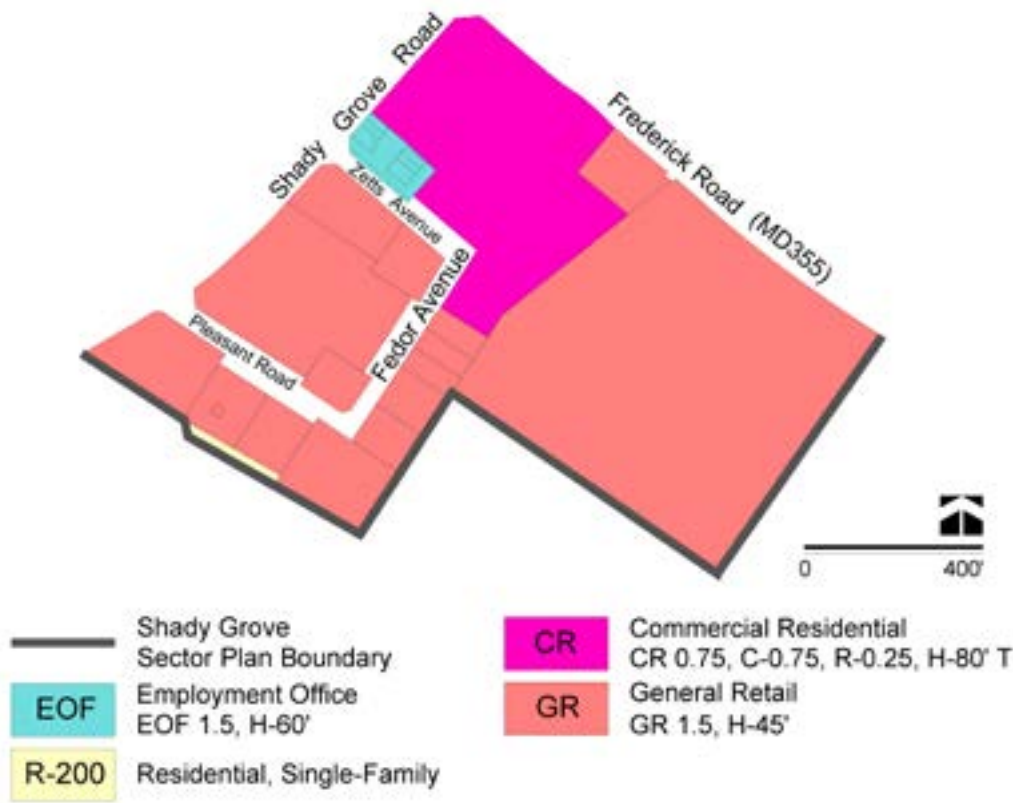 Shady Grove Road
Frederick Road (MD355)
Zetts Avenue
Fedor Avenue
Pleasant Road
0 400'
Shady Grove
Sector Plan Boundary
EOF
Employment Office
EOF 1.5, H-60'
R-200
Residential, Single-Family
CR
Commercial Residential
CR 0.75, C-0.75, R-0.25, H-80' T
GR
General Retail
GR 1.5, H-45'